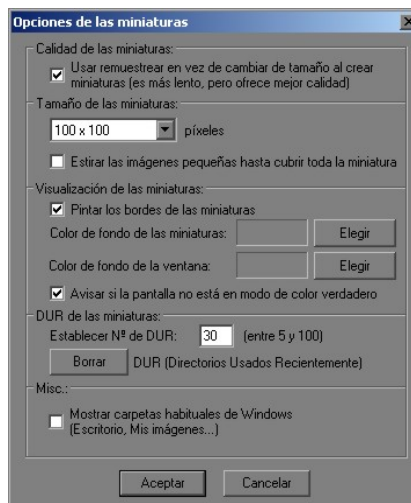 Opciones de las miniaturas
Calidad de las miniaturas:
Usar remuestrear en vez de cambiar de tamaño al crear
miniaturas (es más lento, pero ofrece mejor calidad)
Tamaño de las miniaturas:
100 x 100 píxeles
Estirar las imágenes pequeñas hasta cubrir toda la miniatura
Visualización de las miniaturas:
Pintar los bordes de las miniaturas
Color de fondo de las miniaturas: Elegir
Color de fondo de la ventana: Elegir
Avisar si la pantalla no está en modo de color verdadero
DUR de las miniaturas:
Establecer Nº de DUR: 30 (entre 5 y 100)
Borrar DUR (Directorios Usados Recientemente)
Misc.:
Mostrar carpetas habituales de Windows
(Escritorio, Mis imágenes...)
Aceptar Cancelar